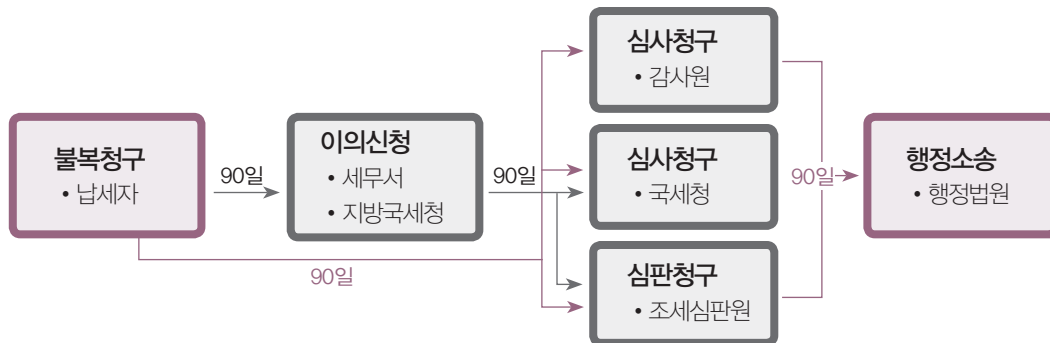 불복청구
• 납세자
90일
이의신청
• 세무서
• 지방국세청
90일
90일
심사청구
• 감사원
심사청구
• 국세청
심판청구
• 조세심판원
90일
행정소송
• 행정법원